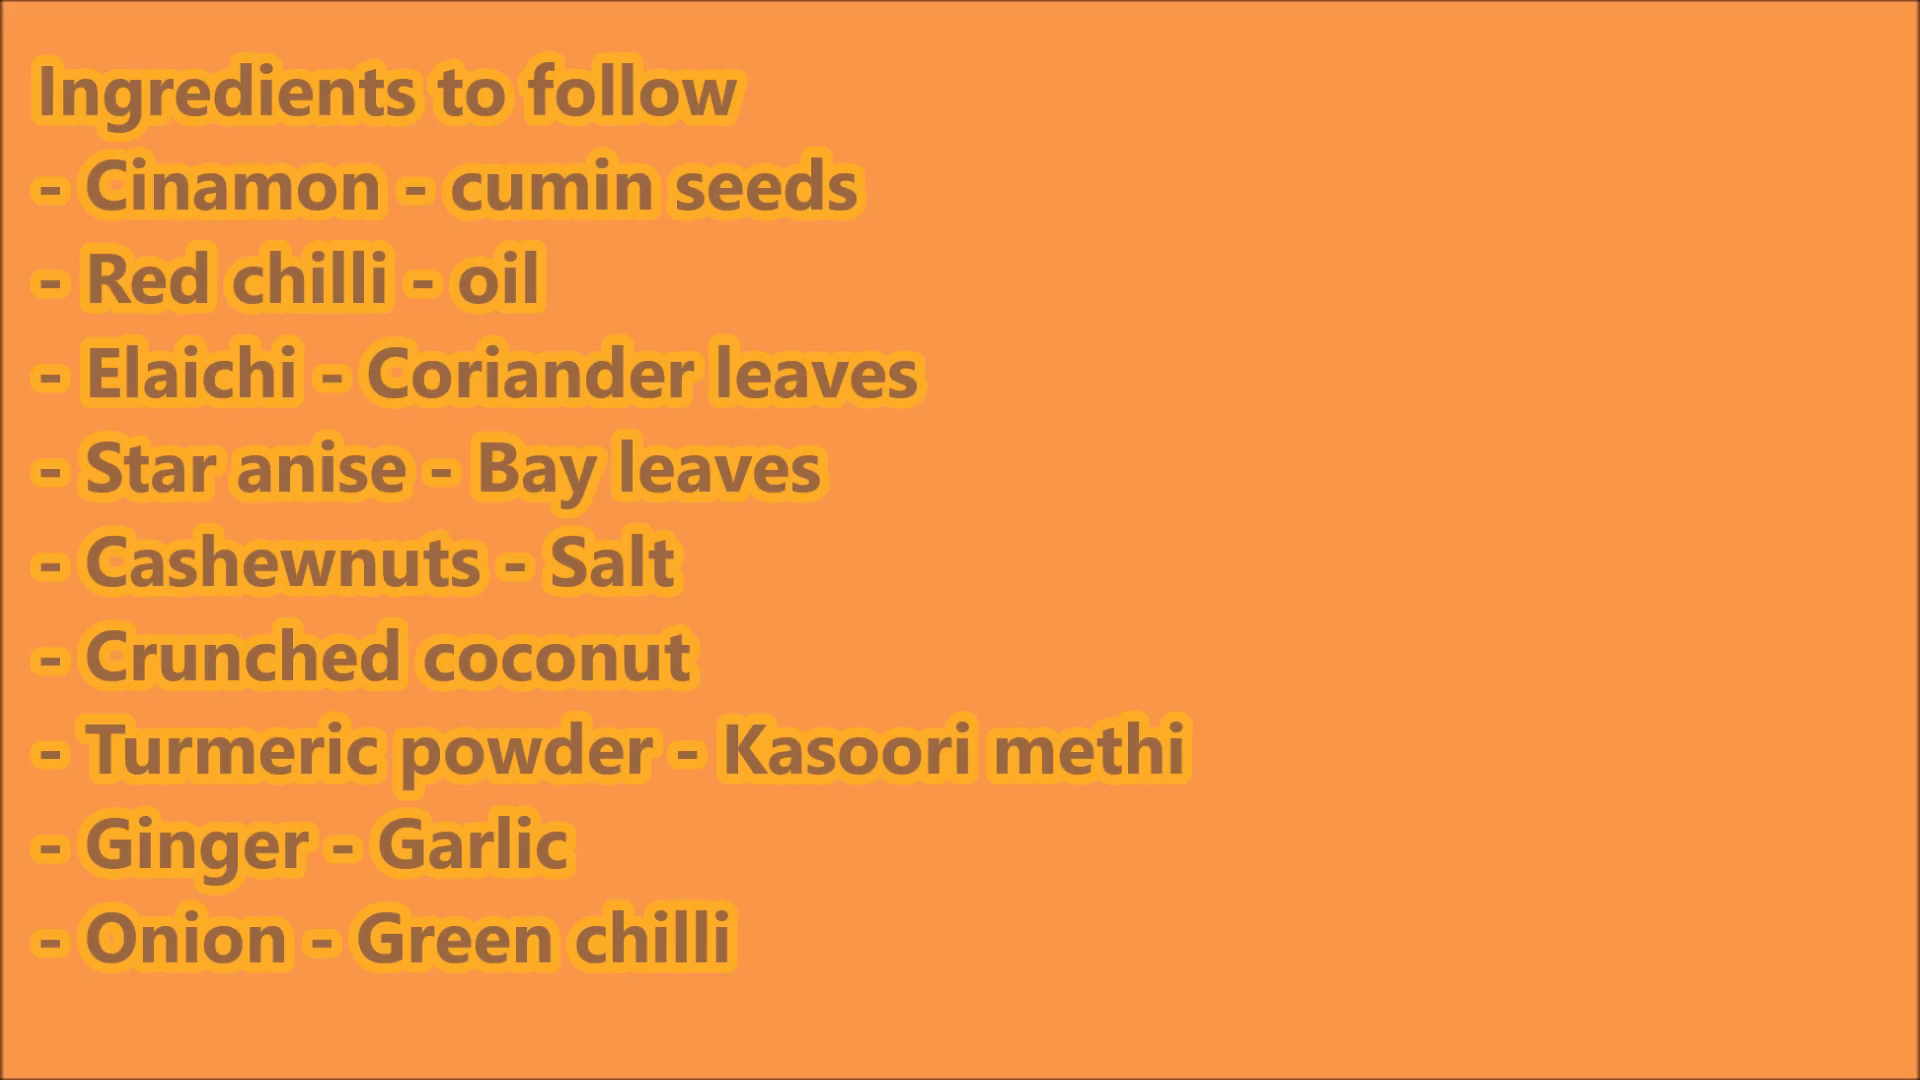 Ingredients to follow
- Cinamon - cumin seeds
- Red chilli - oil
- Elaichi - Coriander leaves
- Star anise - Bay leaves
- Cashewnuts - Salt
- Crunched coconut
- Turmeric powder - Kasoori methi
- Ginger - Garlic
- Onion - Green chilli